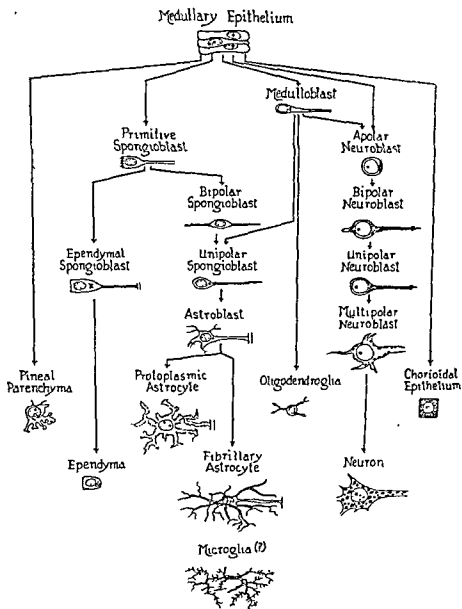 Medullary Epithelium
Medulloblast
Primitive
Spongioblast
Apolar
Neuroblast
Bipolar
Spongioblast
Bipolar
Neuroblast
Ependymal
Spongioblast
Unipolar
Spongioblast
Unipolar
Neuroblast
Astroblast
Multipolar
Neuroblast
Pineal
Parenchyma
Protoplasmic
Astrocyte
Oligodendroglia
Chorioidal
Epithelium
Ependyma
Fibrillary
Astrocyte
Neuron
Microglia (?)